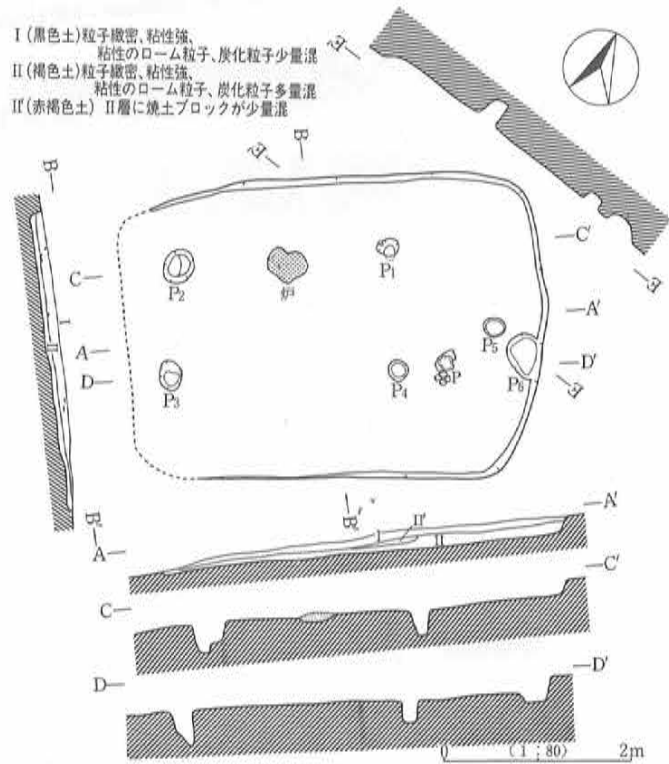 I (黒色土)粒子緻密、粘性強、
粘性のローム粒子、炭化粒子少量混
II (褐色土)粒子緻密、粘性強、
粘性のローム粒子、炭化粒子多量混
II'(赤褐色土) II層に焼土ブロックが少量混
E
E'
B
E
B
C
C'
P2
炉
P1
A'
I
II
A
P5
D
D'
P3
P4
P
P6
E'
B'
B'
A
I
II'
II
A'
C
C'
D
D'
0 (1:80) 2m